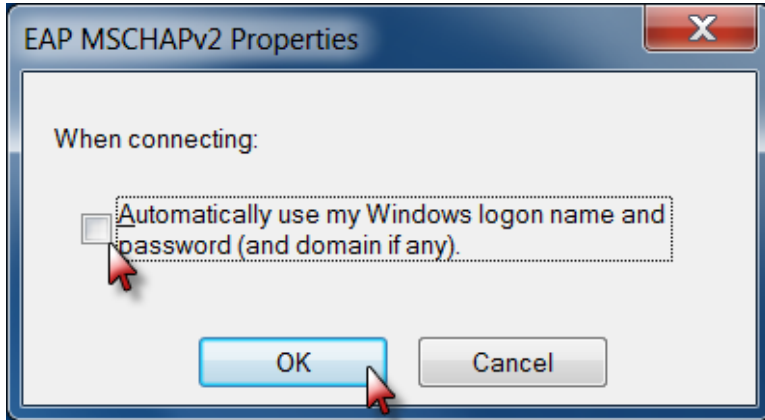 EAP MSCHAPv2 Properties
When connecting:
Automatically use my Windows logon name and
password (and domain if any).
OK
Cancel